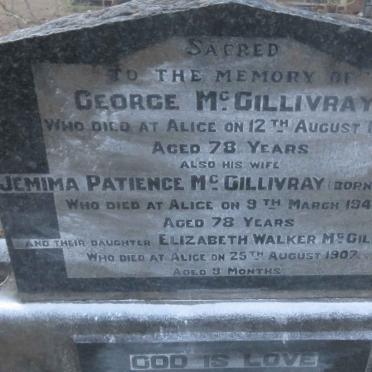 SACRED
TO THE MEMORY OF
GEORGE McGILLIVRAY
WHO DIED AT ALICE ON 12TH AUGUST
AGED 78 YEARS
ALSO HIS WIFE
JEMIMA PATIENCE McGILLIVRAY (BORN
WHO DIED AT ALICE ON 9TH MARCH 194
AGED 78 YEARS
AND THEIR DAUGHTER ELIZABETH WALKER McGIL
WHO DIED AT ALICE ON 25TH AUGUST 1907
AGED 9 MONTHS
GOD IS LOVE